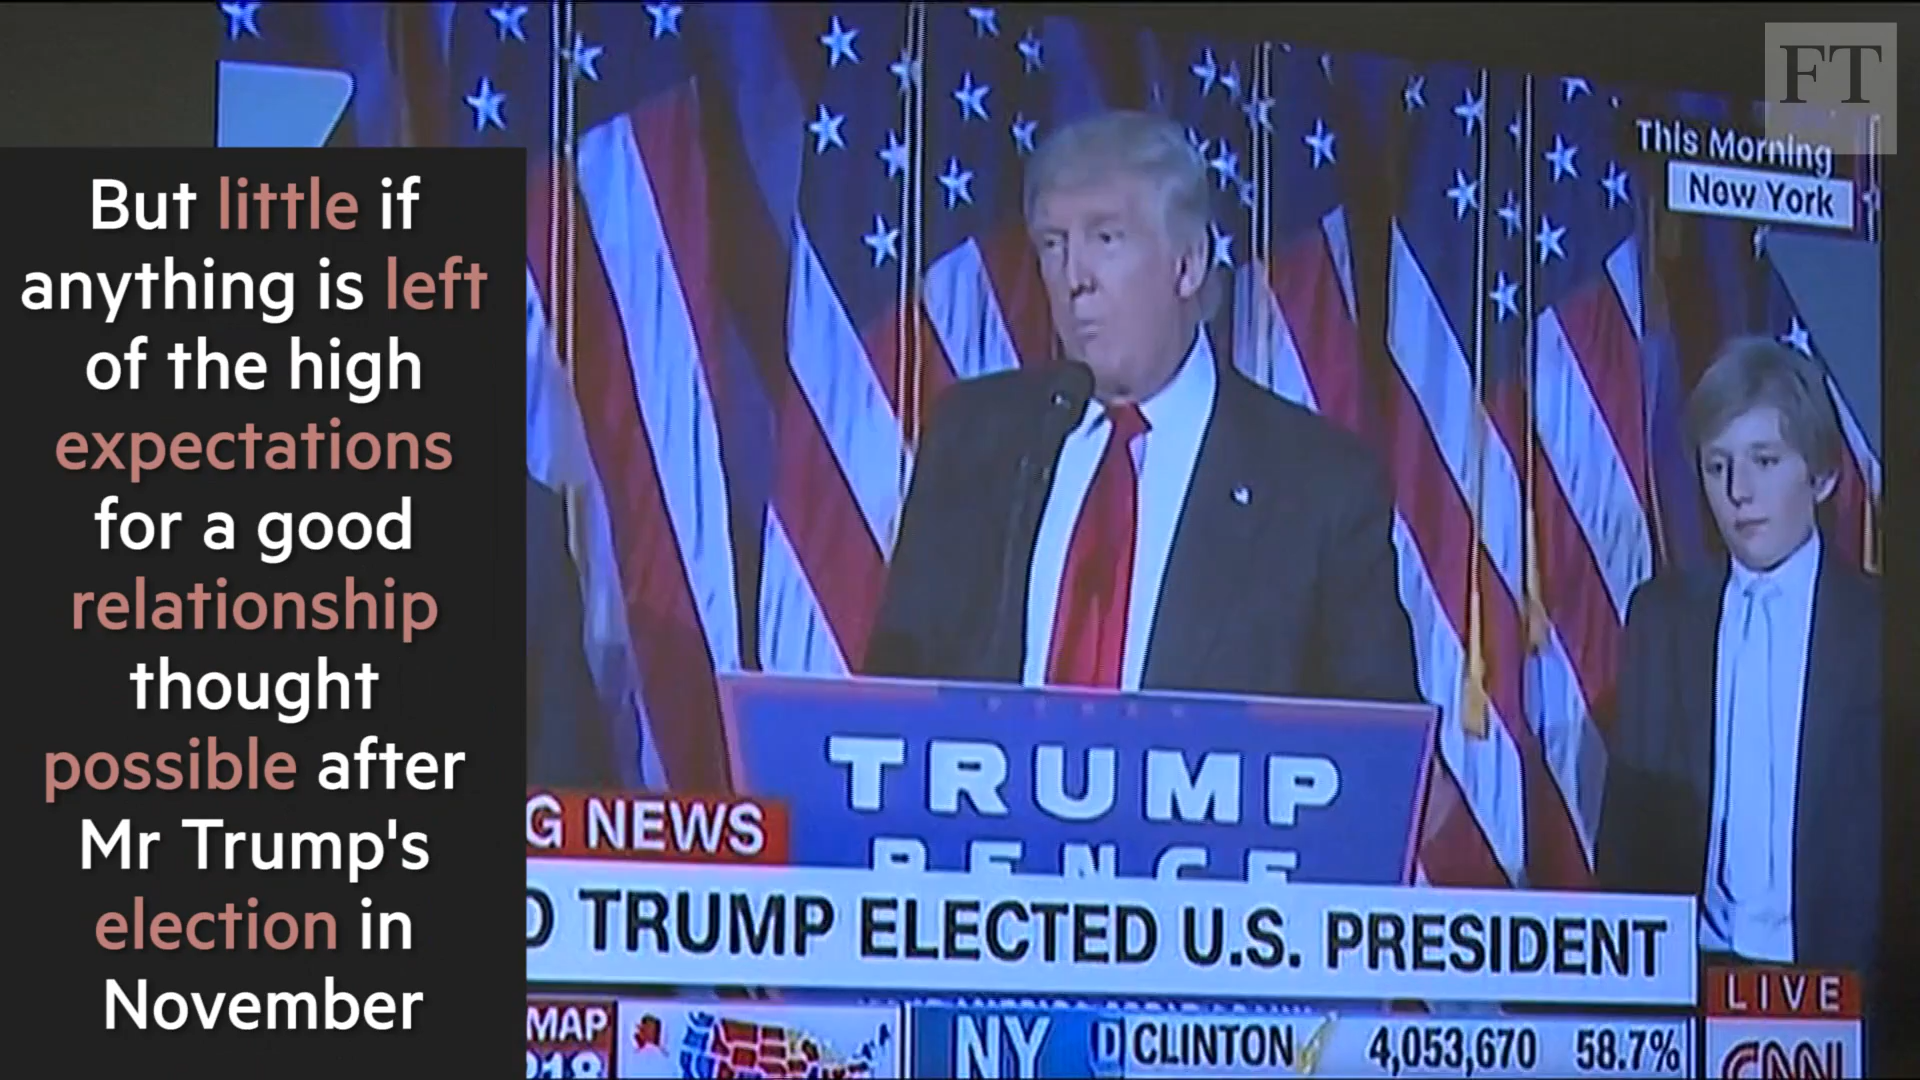 But little if
anything is left
of the high
expectations
for a good
relationship
thought
possible after
Mr Trump's
election in
November
FT
This Morning
New York
TRUMP
PENCE
G NEWS
D TRUMP ELECTED U.S. PRESIDENT
LIVE
CNN
MAP
NY D CLINTON 4,053,670 58.7%